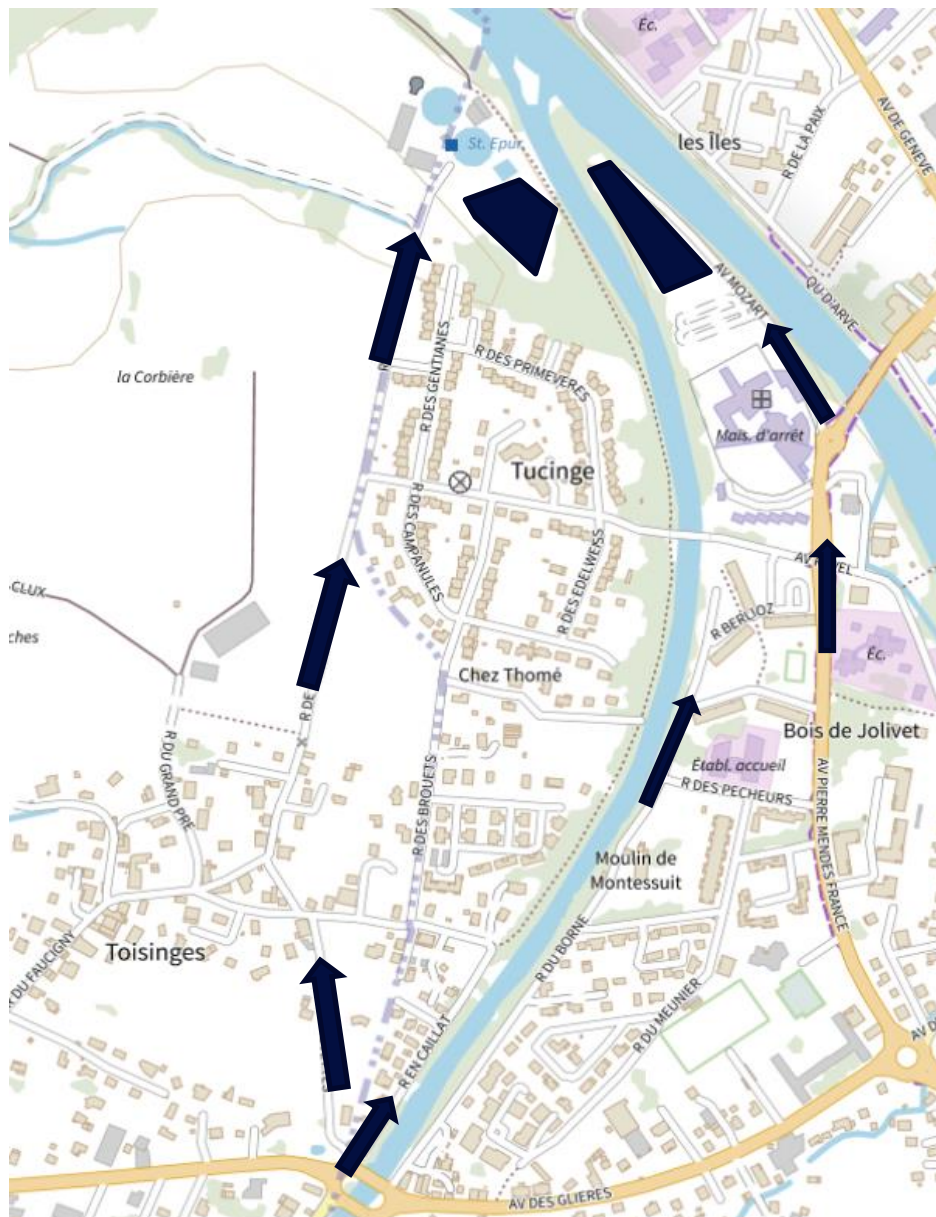 Éc.
les Îles
R DE LA PAIX
AV DE GENEVE
St. Epur.
AV MOZART
QU D'ARVE
la Corbière
R DES GENTIANES
R DES PRIMEVERES
Mais. d'arrêt
Tucinge
R DES CAMPANULES
R DES EDELWEISS
R BERLIOZ
-CLUX
ches
Éc.
Chez Thomé
Bois de Jolivet
Établ. accueil
R DES PECHEURS
R DU GRAND PRE
R DES BROUETS
AV PIERRE MENDES FRANCE
Moulin de
Montessuit
Toisinges
DU FAUCIGNY
R DU BORNE
R DU MEUNIER
R EN CAILLAT
AV DES GLIERES